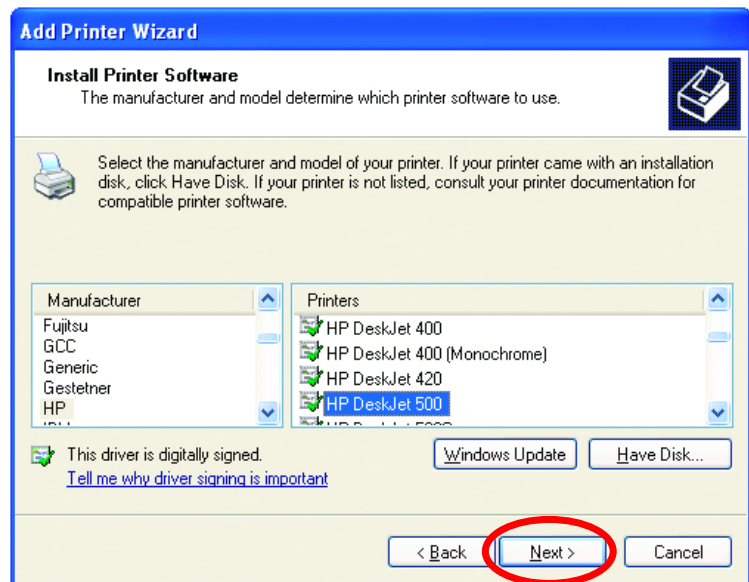 Add Printer Wizard
Install Printer Software
The manufacturer and model determine which printer software to use.
Select the manufacturer and model of your printer. If your printer came with an installation
disk, click Have Disk. If your printer is not listed, consult your printer documentation for
compatible printer software.
Manufacturer
Fujitsu
GCC
Generic
Gestetner
HP
Printers
HP DeskJet 400
HP DeskJet 400 (Monochrome)
HP DeskJet 420
HP DeskJet 500
This driver is digitally signed.
Tell me why driver signing is important
Windows Update
Have Disk...
< Back
Next >
Cancel